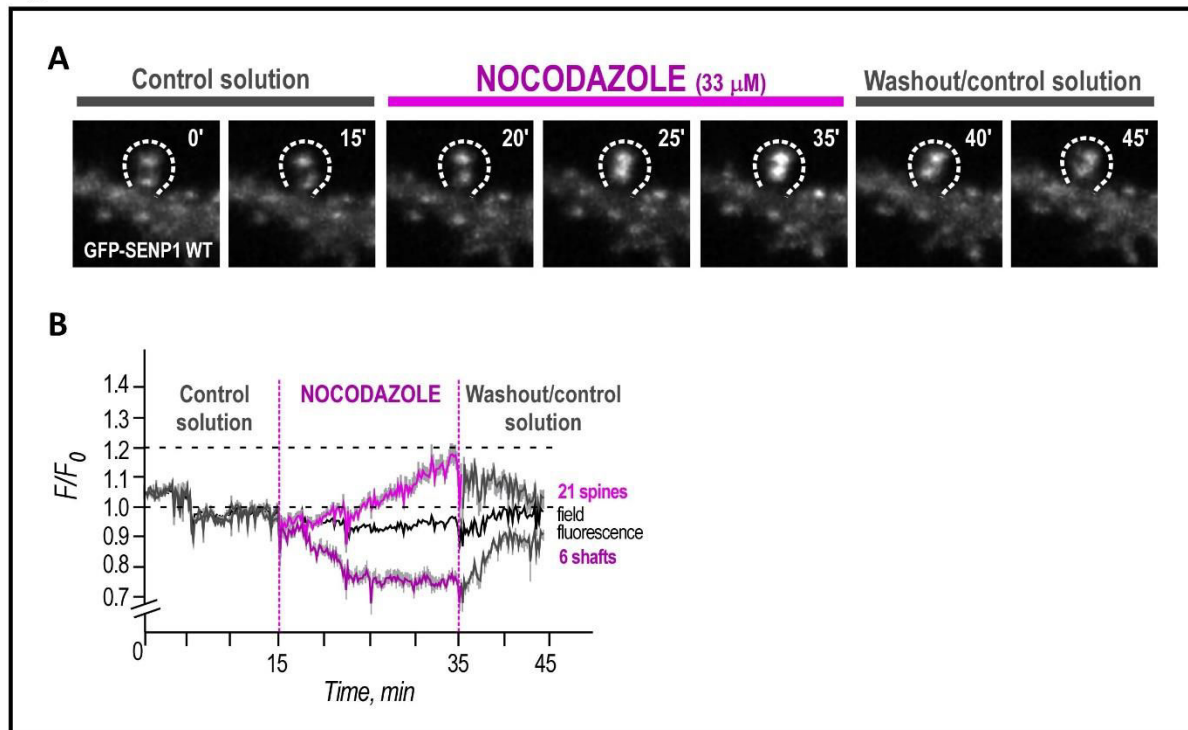 A
Control solution
NOCODAZOLE (33 μM)
Washout/control solution
0'
15'
20'
25'
35'
40'
45'
GFP-SENP1 WT
B
Control
solution
NOCODAZOLE
Washout/control
solution
F/F0
1.4
1.3
1.2
1.1
1.0
0.9
0.8
0.7
0
21 spines
field
fluorescence
6 shafts
15
35
45
Time, min